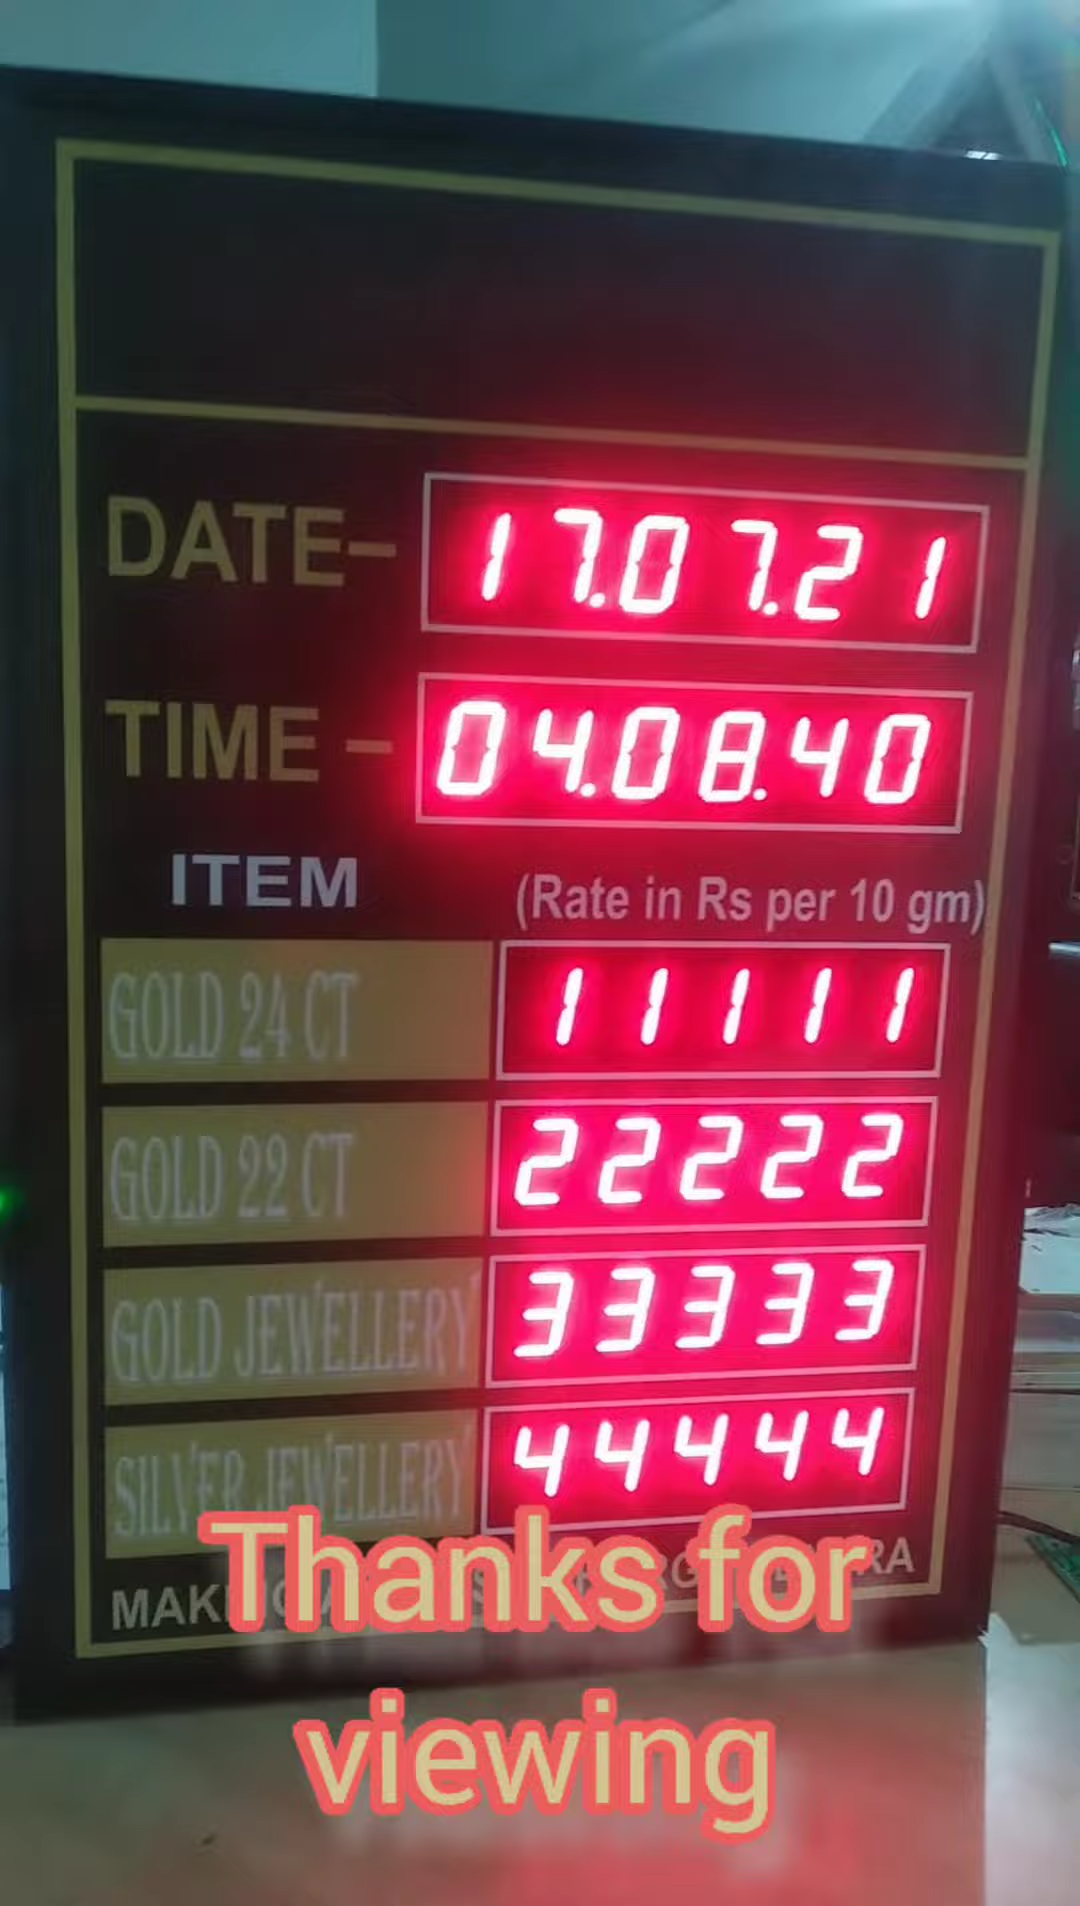 DATE- 17.07.21
TIME - 04.08.40
ITEM (Rate in Rs per 10 gm)
GOLD 24 CT 11111
GOLD 22 CT 22222
GOLD JEWELLERY 33333
SILVER JEWELLERY 44444
Thanks for
viewing